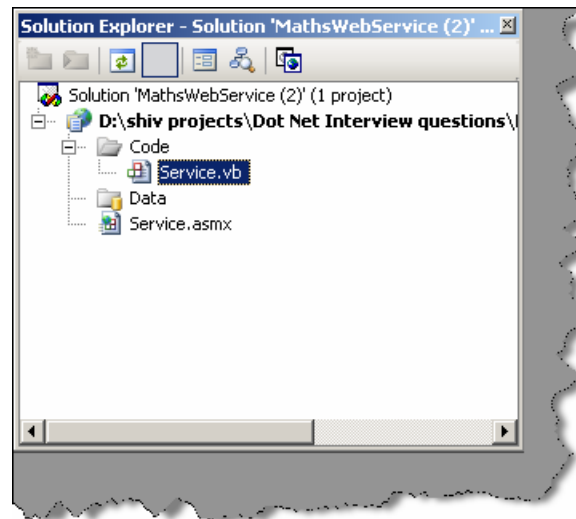 Solution Explorer - Solution 'MathsWebService (2)' ...
Solution 'MathsWebService (2)' (1 project)
D:\shiv projects\Dot Net Interview questions\
Code
Service.vb
Data
Service.asmx